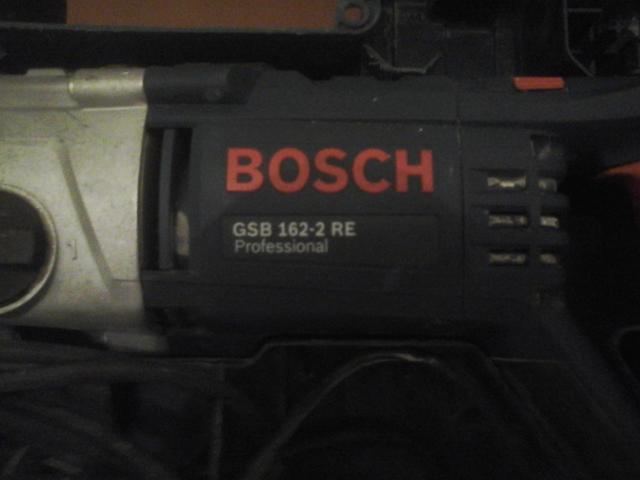 BOSCH
GSB 162-2 RE
Professional